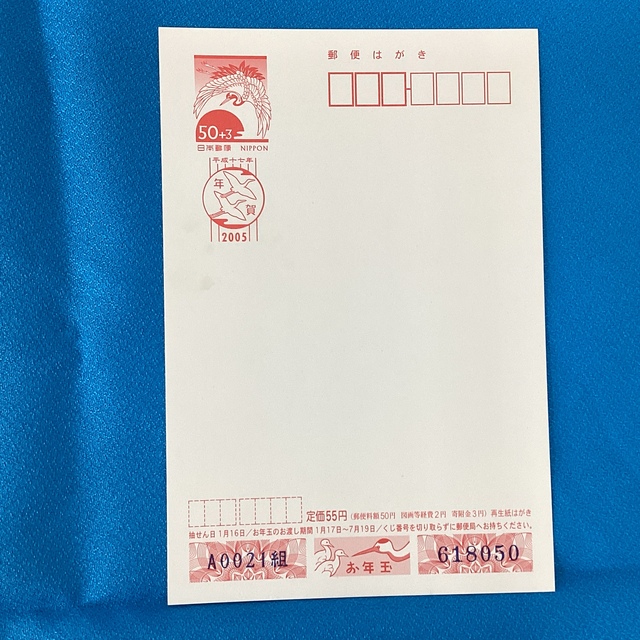 郵便はがき
50+3
日本郵便 NIPPON
平成十七年
年賀
2005
定価55円(郵便料額50円 図画等経費2円 寄附金3円)再生紙はがき
抽せん日 1月16日/お年玉のお渡し期間 1月17日〜7月19日/くじ番号を切り取らずに郵便局へお持ちください。
A0021組 お年玉 618050